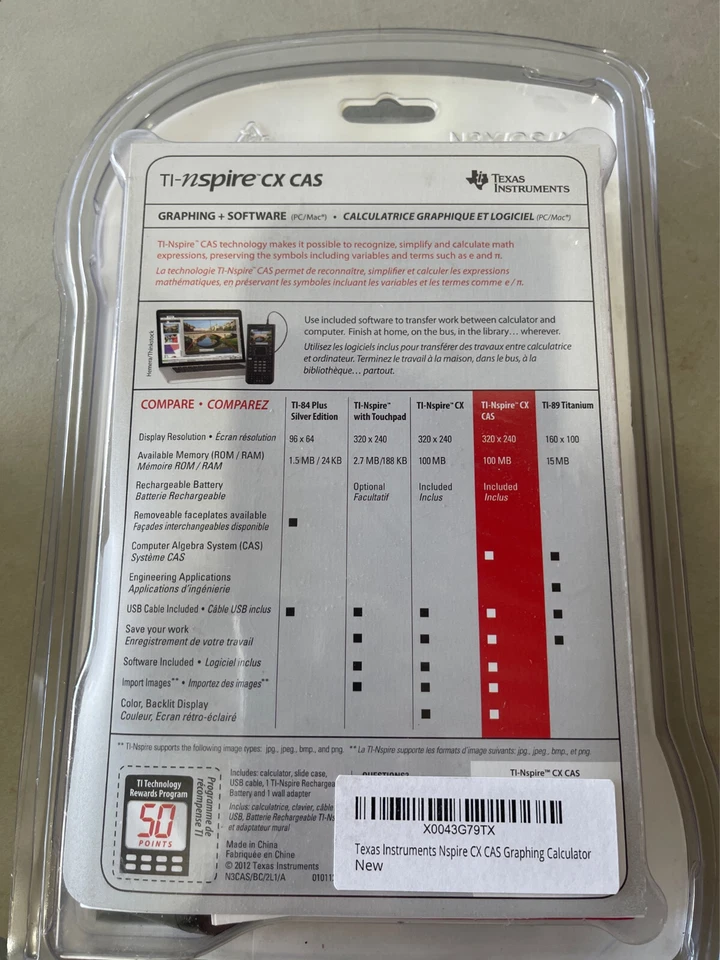 TI-nspire™ CX CAS
TEXAS INSTRUMENTS
GRAPHING + SOFTWARE (PC/Mac®) • CALCULATRICE GRAPHIQUE ET LOGICIEL (PC/Mac®)
TI-Nspire™ CAS technology makes it possible to recognize, simplify and calculate math
expressions, preserving the symbols including variables and terms such as e and π.
La technologie TI-Nspire™ CAS permet de reconnaître, simplifier et calculer les expressions
mathématiques, en préservant les symboles incluant les variables et les termes comme e / π.
Homera/Thinkstock
Use included software to transfer work between calculator and
computer. Finish at home, on the bus, in the library… wherever.
Utilisez les logiciels inclus pour transférer des travaux entre calculatrice
et ordinateur. Terminez le travail à la maison, dans le bus, à la
bibliothèque… partout.
COMPARE • COMPAREZ
TI-84 Plus Silver Edition
TI-Nspire™ with Touchpad
TI-Nspire™ CX
TI-Nspire™ CX CAS
TI-89 Titanium
Display Resolution • Écran résolution 96 x 64 320 x 240 320 x 240 320 x 240 160 x 100
Available Memory (ROM / RAM) 1.5 MB / 24 KB 2.7 MB/188 KB 100 MB 100 MB 15 MB
Mémoire ROM / RAM
Rechargeable Battery Optional Included Included
Batterie Rechargeable Facultatif Inclus Inclus
Removeable faceplates available
Façades interchangeables disponible
Computer Algebra System (CAS)
Système CAS
Engineering Applications
Applications d'ingénierie
USB Cable Included • Câble USB inclus
Save your work
Enregistrement de votre travail
Software Included • Logiciel inclus
Import Images** • Importez des images**
Color, Backlit Display
Couleur, Ecran rétro-éclairé
** TI-Nspire supports the following image types: jpg., jpeg., bmp., and png. ** La TI-Nspire supporte les formats d'image suivants: jpg., jpeg., bmp., et png.
TI Technology
Rewards Program
50
POINTS
Programme de
récompense TI
Includes: calculator, slide case,
USB cable, 1 TI-Nspire Rechargea
Battery and 1 wall adapter
Inclus: calculatrice, clavier, câble
USB, Batterie Rechargeable TI-Ns
et adaptateur mural
Made in China
Fabriquée en Chine
© 2012 Texas Instruments
N3CAS/BC/2L1/A
QUESTIONS?
TI-Nspire™ CX CAS
X0043G79TX
Texas Instruments Nspire CX CAS Graphing Calculator
New